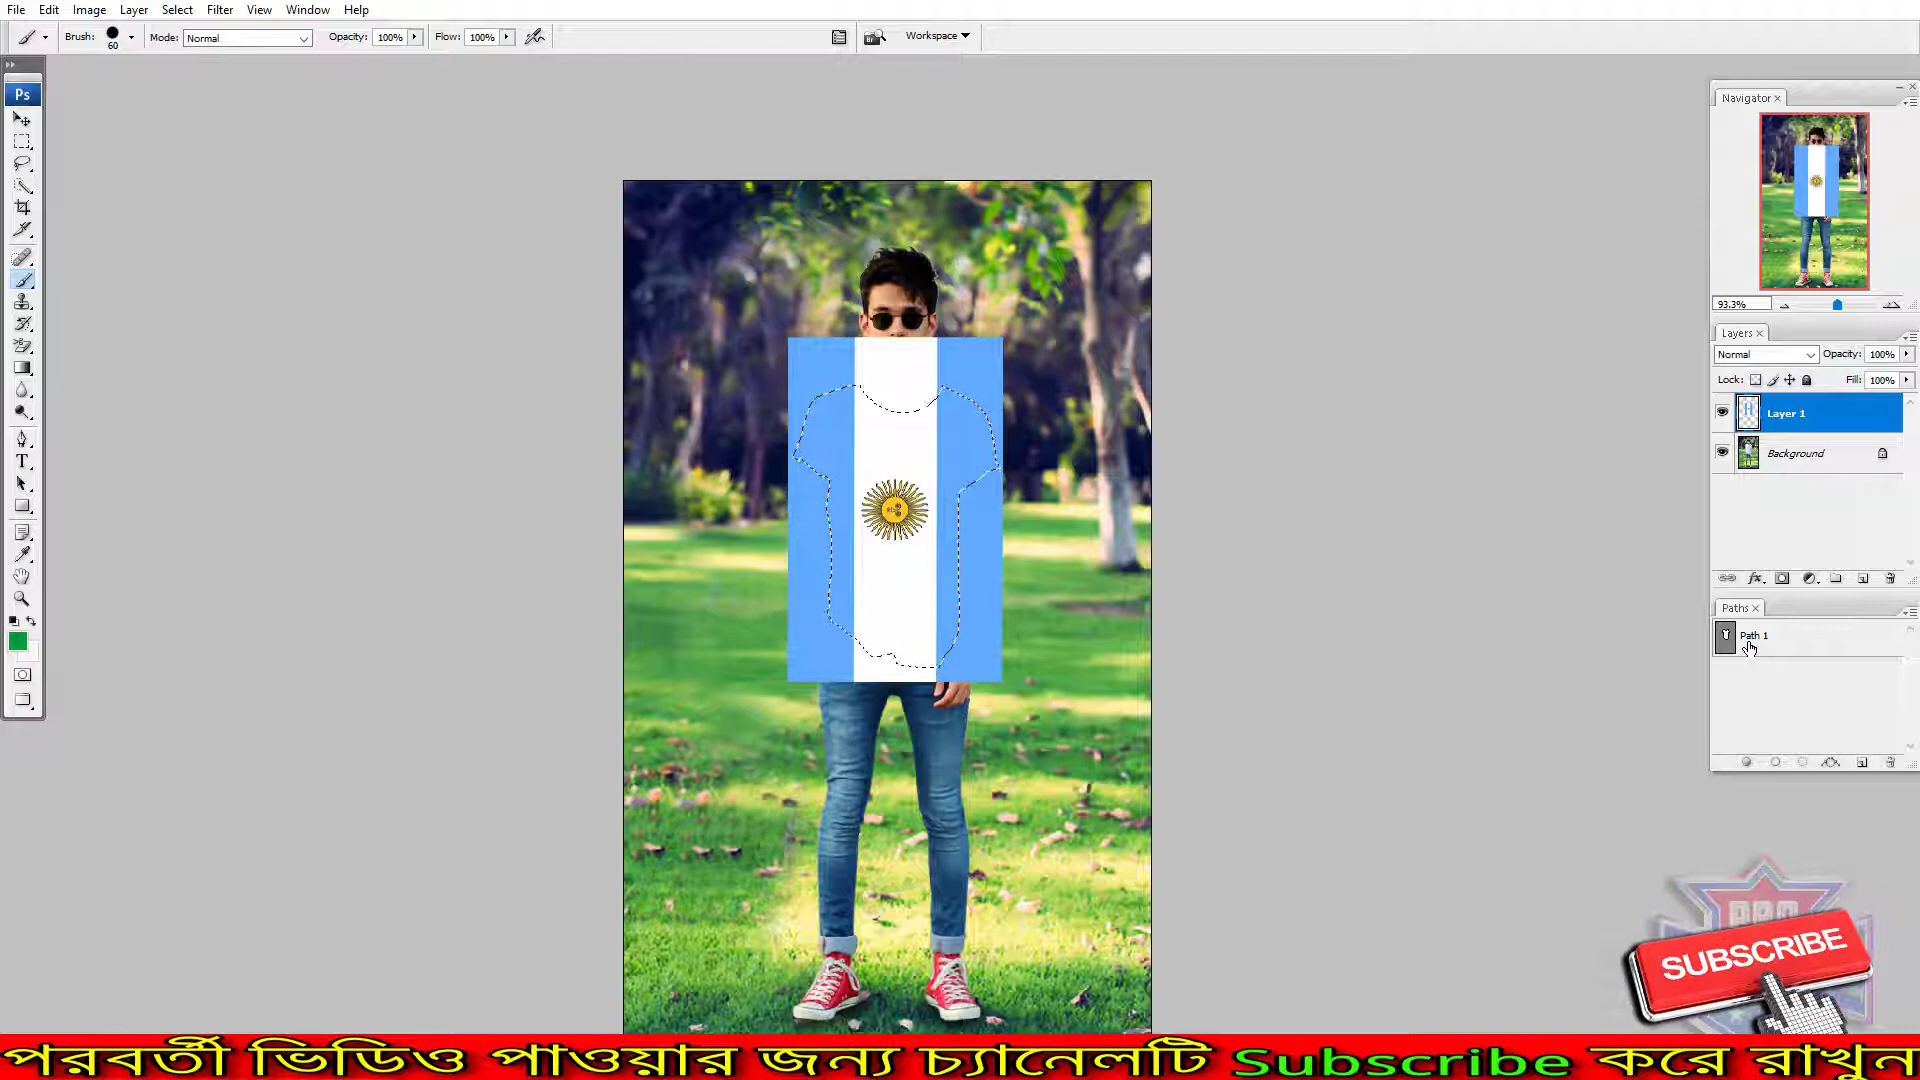 File Edit Image Layer Select Filter View Window Help
Brush: 60 Mode: Normal Opacity: 100% Flow: 100% Workspace
Ps
Navigator
93.3%
Layers
Normal Opacity: 100%
Lock: Fill: 100%
Layer 1
Background
Paths
Path 1
SUBSCRIBE
পরবর্তী ভিডিও পাওয়ার জন্য চ্যানেলটি Subscribe করে রাখুন